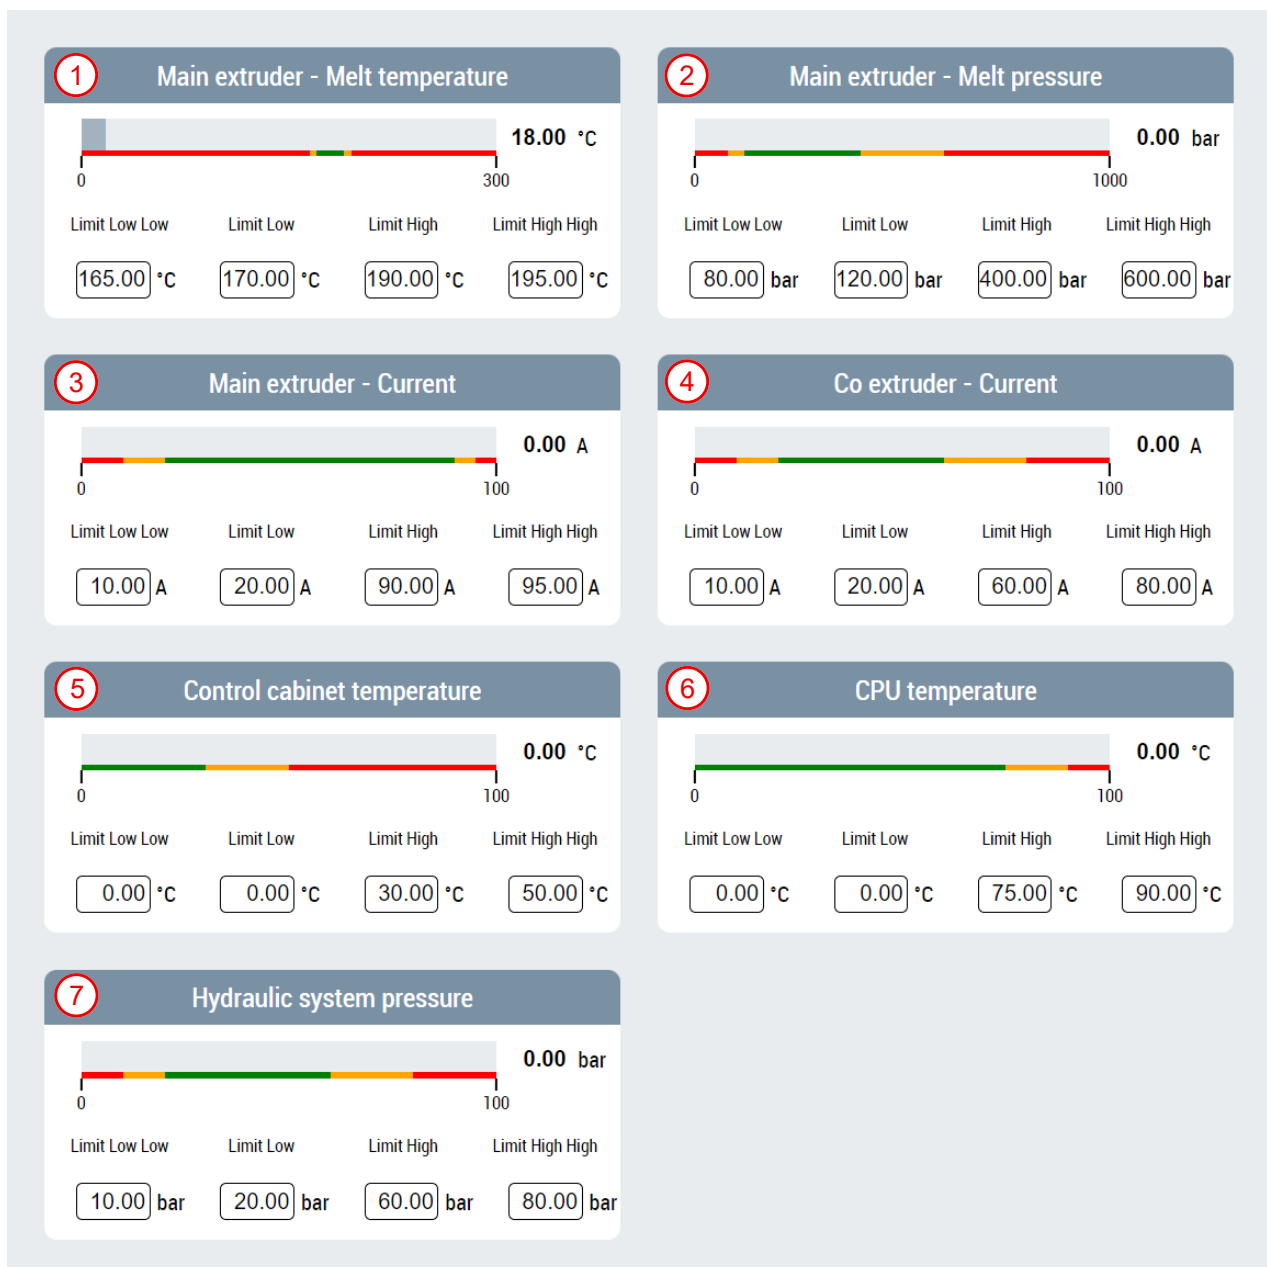 1 Main extruder - Melt temperature
18.00 °C
0 300
Limit Low Low Limit Low Limit High Limit High High
165.00 °C 170.00 °C 190.00 °C 195.00 °C
2 Main extruder - Melt pressure
0.00 bar
0 1000
Limit Low Low Limit Low Limit High Limit High High
80.00 bar 120.00 bar 400.00 bar 600.00 bar
3 Main extruder - Current
0.00 A
0 100
Limit Low Low Limit Low Limit High Limit High High
10.00 A 20.00 A 90.00 A 95.00 A
4 Co extruder - Current
0.00 A
0 100
Limit Low Low Limit Low Limit High Limit High High
10.00 A 20.00 A 60.00 A 80.00 A
5 Control cabinet temperature
0.00 °C
0 100
Limit Low Low Limit Low Limit High Limit High High
0.00 °C 0.00 °C 30.00 °C 50.00 °C
6 CPU temperature
0.00 °C
0 100
Limit Low Low Limit Low Limit High Limit High High
0.00 °C 0.00 °C 75.00 °C 90.00 °C
7 Hydraulic system pressure
0.00 bar
0 100
Limit Low Low Limit Low Limit High Limit High High
10.00 bar 20.00 bar 60.00 bar 80.00 bar